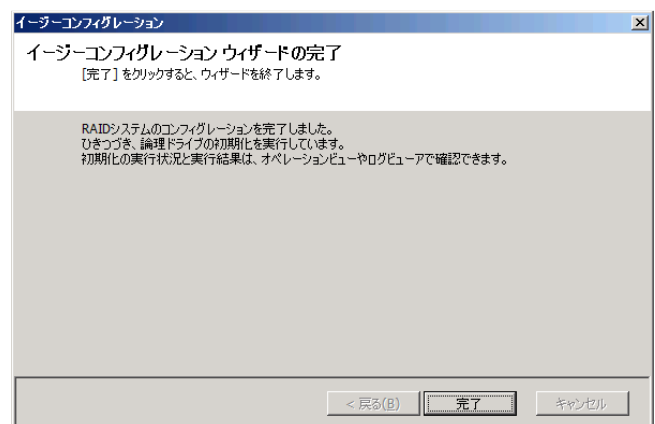 イージーコンフィグレーション
イージーコンフィグレーション ウィザードの完了
[完了] をクリックすると、ウィザードを終了します。
RAIDシステムのコンフィグレーションを完了しました。
ひきつづき、論理ドライブの初期化を実行しています。
初期化の実行状況と実行結果は、オペレーションビューやログビューアで確認できます。
< 戻る(B)
完了
キャンセル